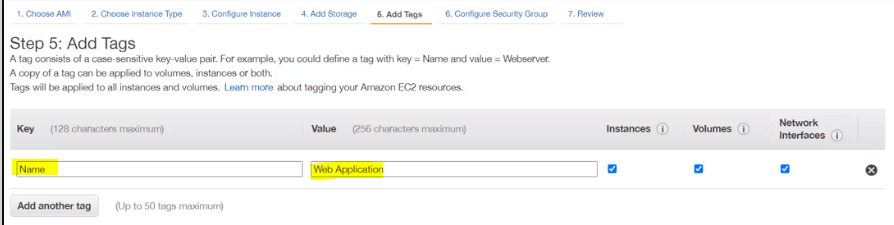 1. Choose AMI 2. Choose Instance Type 3. Configure Instance 4. Add Storage 5. Add Tags 6. Configure Security Group 7. Review
Step 5: Add Tags
A tag consists of a case-sensitive key-value pair. For example, you could define a tag with key = Name and value = Webserver.
A copy of a tag can be applied to volumes, instances or both.
Tags will be applied to all instances and volumes. Learn more about tagging your Amazon EC2 resources.
Key (128 characters maximum) Value (256 characters maximum) Instances Volumes Network
Interfaces
Name Web Application
Add another tag (Up to 50 tags maximum)